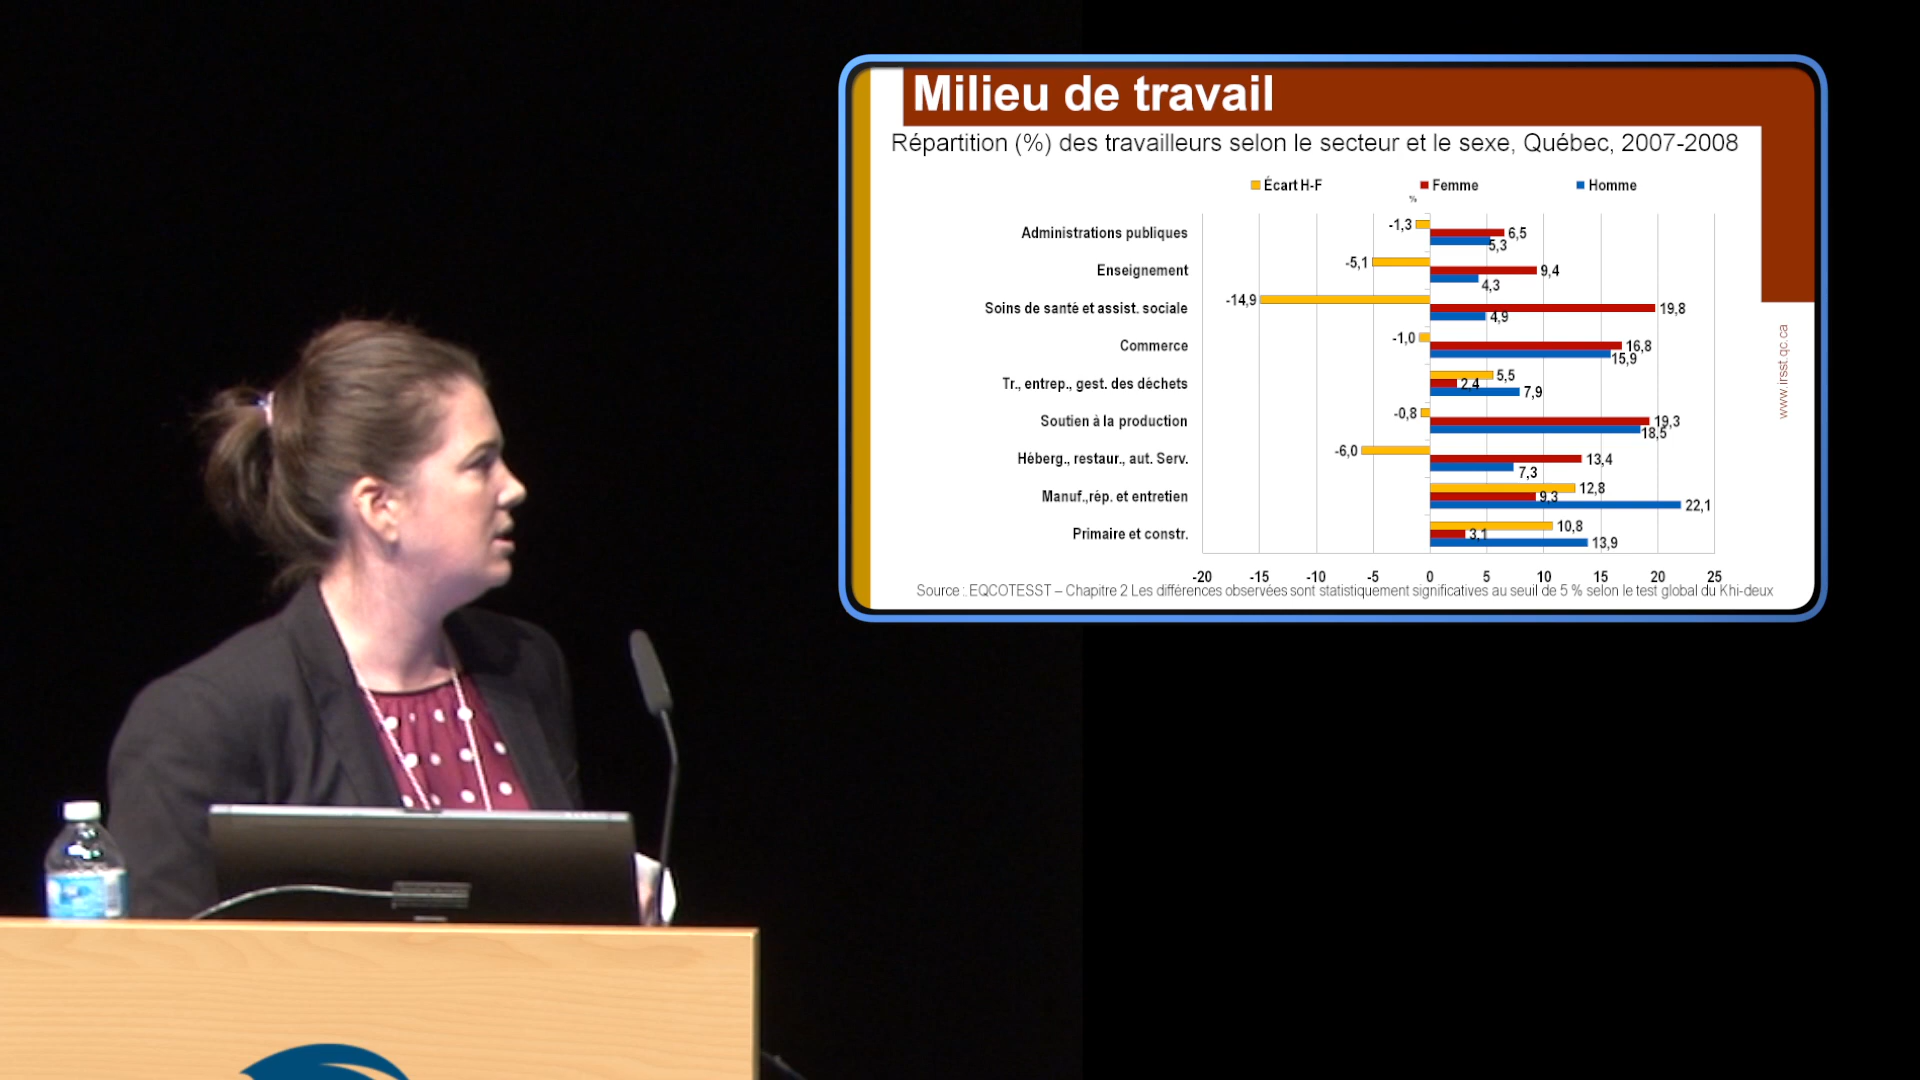 Milieu de travail
Répartition (%) des travailleurs selon le secteur et le sexe, Québec, 2007-2008
Écart H-F Femme Homme
%
Administrations publiques -1,3 6,5 5,3
Enseignement -5,1 9,4 4,3
Soins de santé et assist. sociale -14,9 19,8 4,9
Commerce -1,0 16,8 15,9
Tr., entrep., gest. des déchets 5,5 2,4 7,9
Soutien à la production -0,8 19,3 18,5
Héberg., restaur., aut. Serv. -6,0 13,4 7,3
Manuf.,rép. et entretien 12,8 9,3 22,1
Primaire et constr. 10,8 3,1 13,9
-20 -15 -10 -5 0 5 10 15 20 25
Source : EQCOTESST – Chapitre 2 Les différences observées sont statistiquement significatives au seuil de 5 % selon le test global du Khi-deux
www.irsst.qc.ca